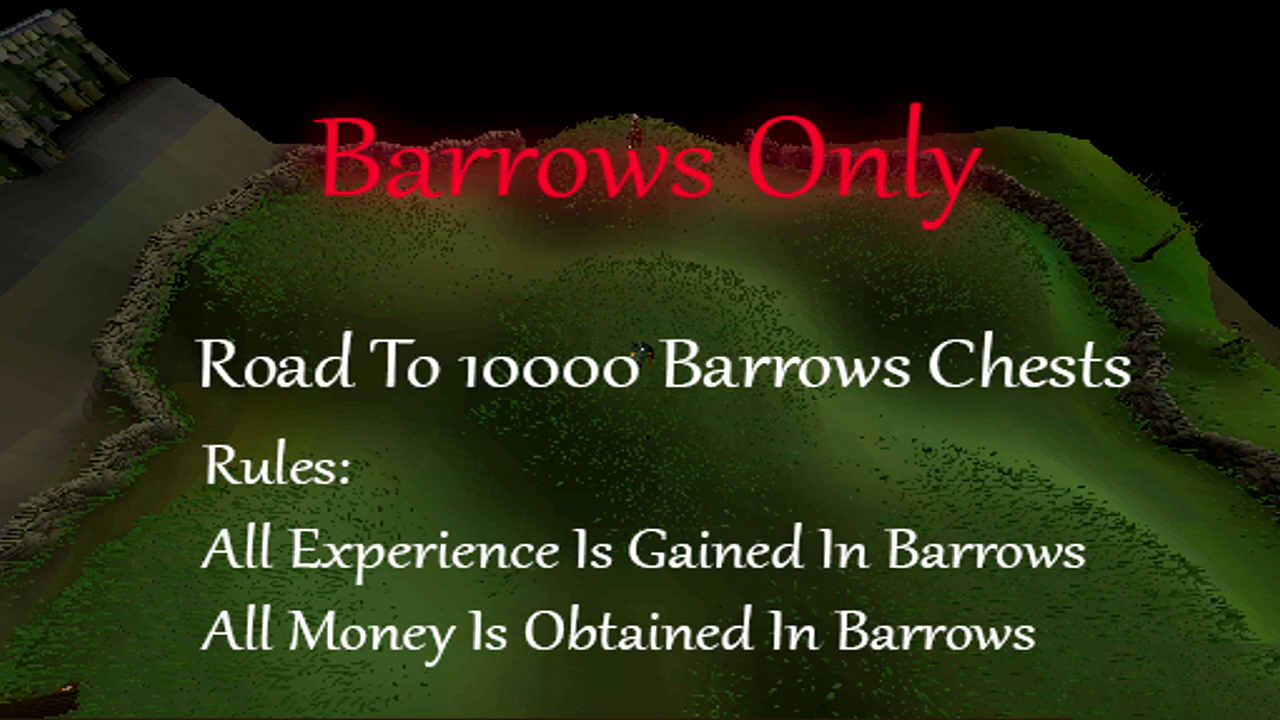 Barrows Only
Road To 10000 Barrows Chests
Rules:
All Experience Is Gained In Barrows
All Money Is Obtained In Barrows